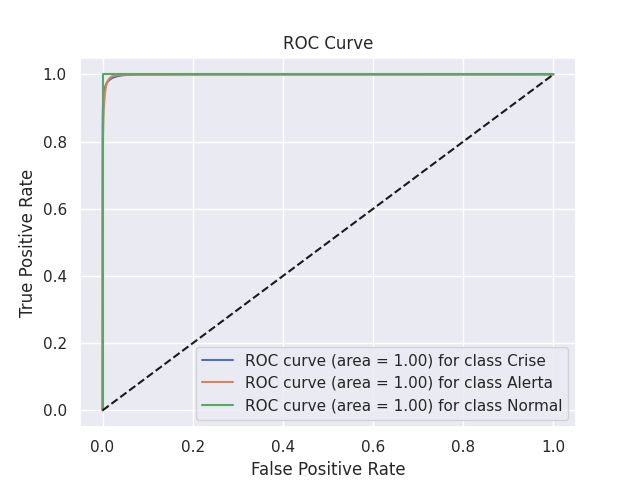 ROC Curve
1.0
0.8
0.6
0.4
0.2
0.0
True Positive Rate
ROC curve (area = 1.00) for class Crise
ROC curve (area = 1.00) for class Alerta
ROC curve (area = 1.00) for class Normal
0.0 0.2 0.4 0.6 0.8 1.0
False Positive Rate